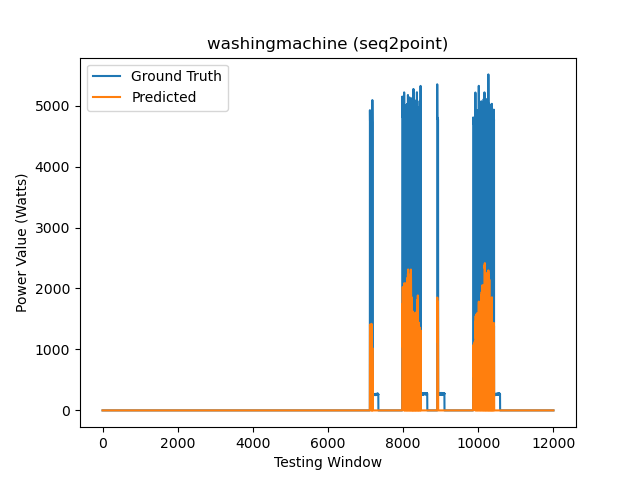 washingmachine (seq2point)
Ground Truth
Predicted
Power Value (Watts)
5000
4000
3000
2000
1000
0
0 2000 4000 6000 8000 10000 12000
Testing Window